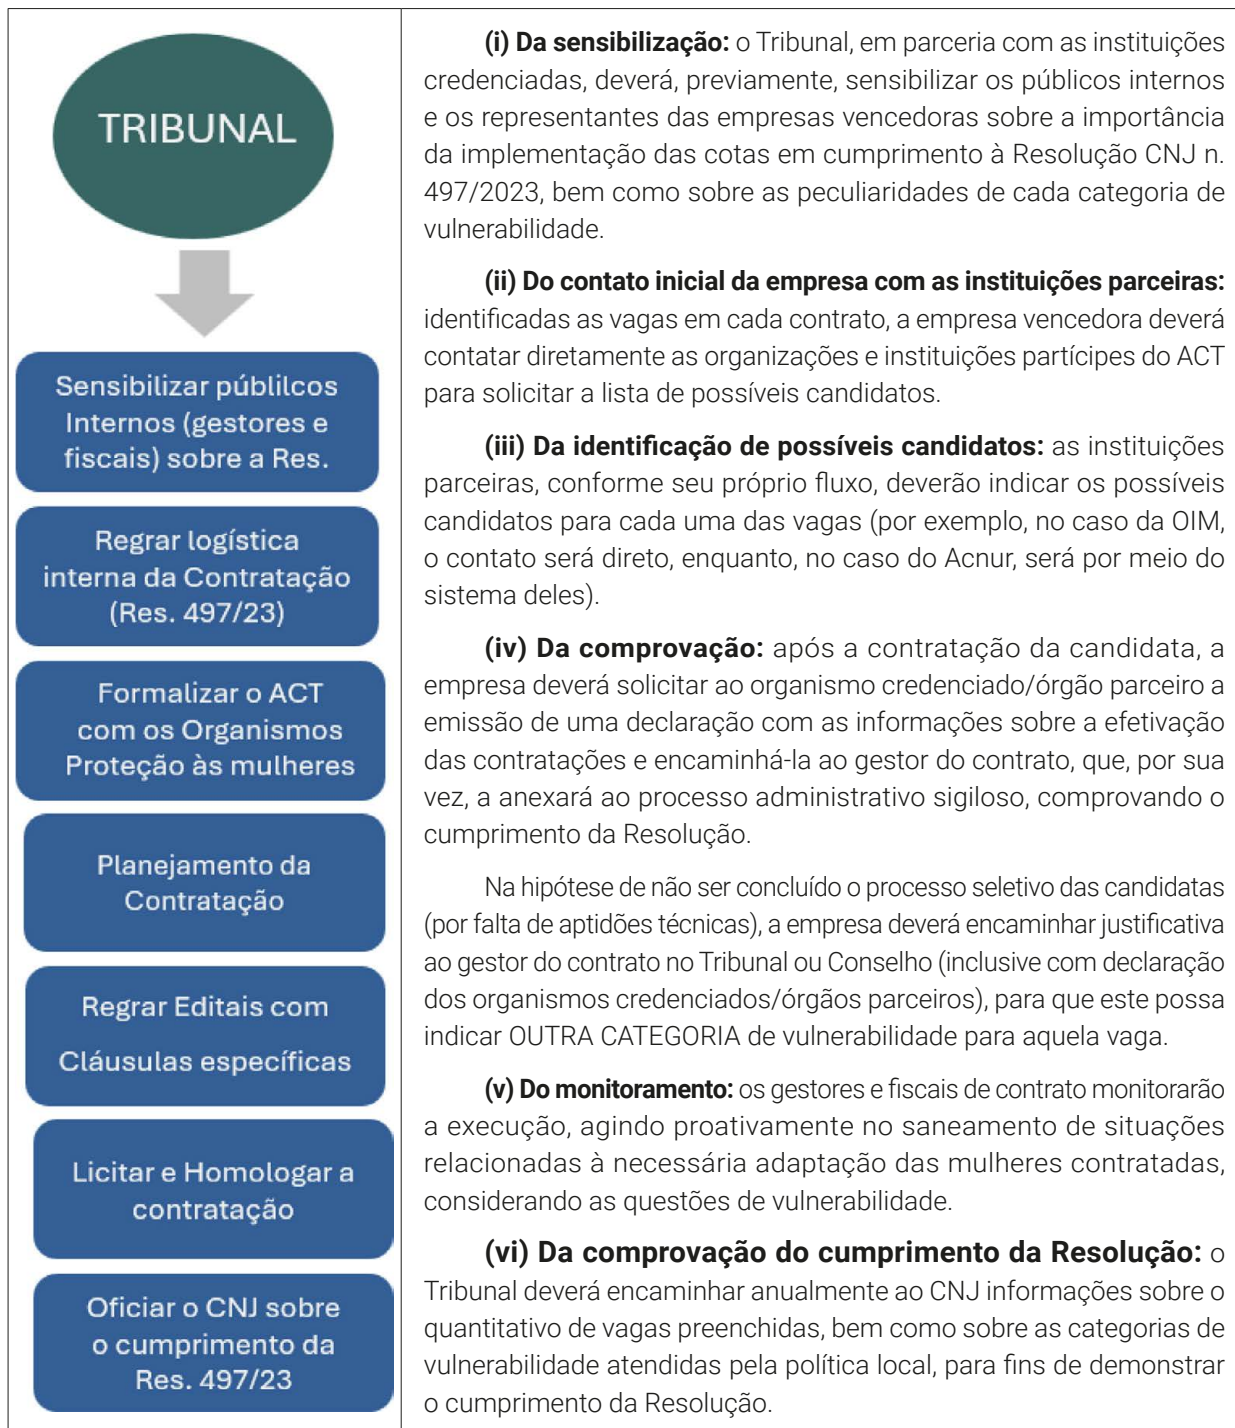 TRIBUNAL
Sensibilizar públilcos
Internos (gestores e
fiscais) sobre a Res.
Regrar logística
interna da Contratação
(Res. 497/23)
Formalizar o ACT
com os Organismos
Proteção às mulheres
Planejamento da
Contratação
Regrar Editais com
Cláusulas específicas
Licitar e Homologar a
contratação
Oficiar o CNJ sobre
o cumprimento da
Res. 497/23
(i) Da sensibilização: o Tribunal, em parceria com as instituições
credenciadas, deverá, previamente, sensibilizar os públicos internos
e os representantes das empresas vencedoras sobre a importância
da implementação das cotas em cumprimento à Resolução CNJ n.
497/2023, bem como sobre as peculiaridades de cada categoria de
vulnerabilidade.
(ii) Do contato inicial da empresa com as instituições parceiras:
identificadas as vagas em cada contrato, a empresa vencedora deverá
contatar diretamente as organizações e instituições partícipes do ACT
para solicitar a lista de possíveis candidatos.
(iii) Da identificação de possíveis candidatos: as instituições
parceiras, conforme seu próprio fluxo, deverão indicar os possíveis
candidatos para cada uma das vagas (por exemplo, no caso da OIM,
o contato será direto, enquanto, no caso do Acnur, será por meio do
sistema deles).
(iv) Da comprovação: após a contratação da candidata, a
empresa deverá solicitar ao organismo credenciado/órgão parceiro a
emissão de uma declaração com as informações sobre a efetivação
das contratações e encaminhá-la ao gestor do contrato, que, por sua
vez, a anexará ao processo administrativo sigiloso, comprovando o
cumprimento da Resolução.
Na hipótese de não ser concluído o processo seletivo das candidatas
(por falta de aptidões técnicas), a empresa deverá encaminhar justificativa
ao gestor do contrato no Tribunal ou Conselho (inclusive com declaração
dos organismos credenciados/órgãos parceiros), para que este possa
indicar OUTRA CATEGORIA de vulnerabilidade para aquela vaga.
(v) Do monitoramento: os gestores e fiscais de contrato monitorarão
a execução, agindo proativamente no saneamento de situações
relacionadas à necessária adaptação das mulheres contratadas,
considerando as questões de vulnerabilidade.
(vi) Da comprovação do cumprimento da Resolução: o
Tribunal deverá encaminhar anualmente ao CNJ informações sobre o
quantitativo de vagas preenchidas, bem como sobre as categorias de
vulnerabilidade atendidas pela política local, para fins de demonstrar
o cumprimento da Resolução.